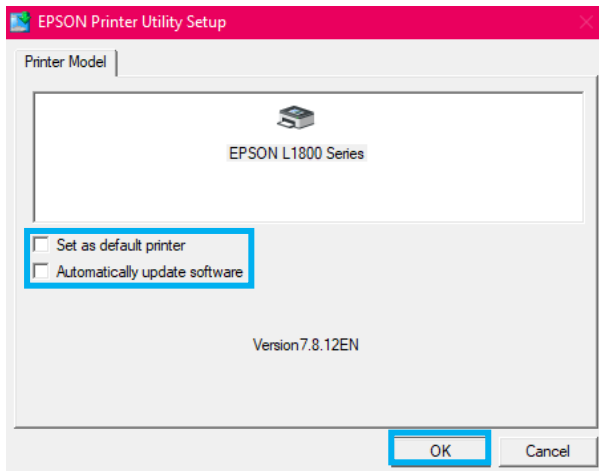 EPSON Printer Utility Setup
Printer Model
EPSON L1800 Series
Set as default printer
Automatically update software
Version7.8.12EN
OK Cancel